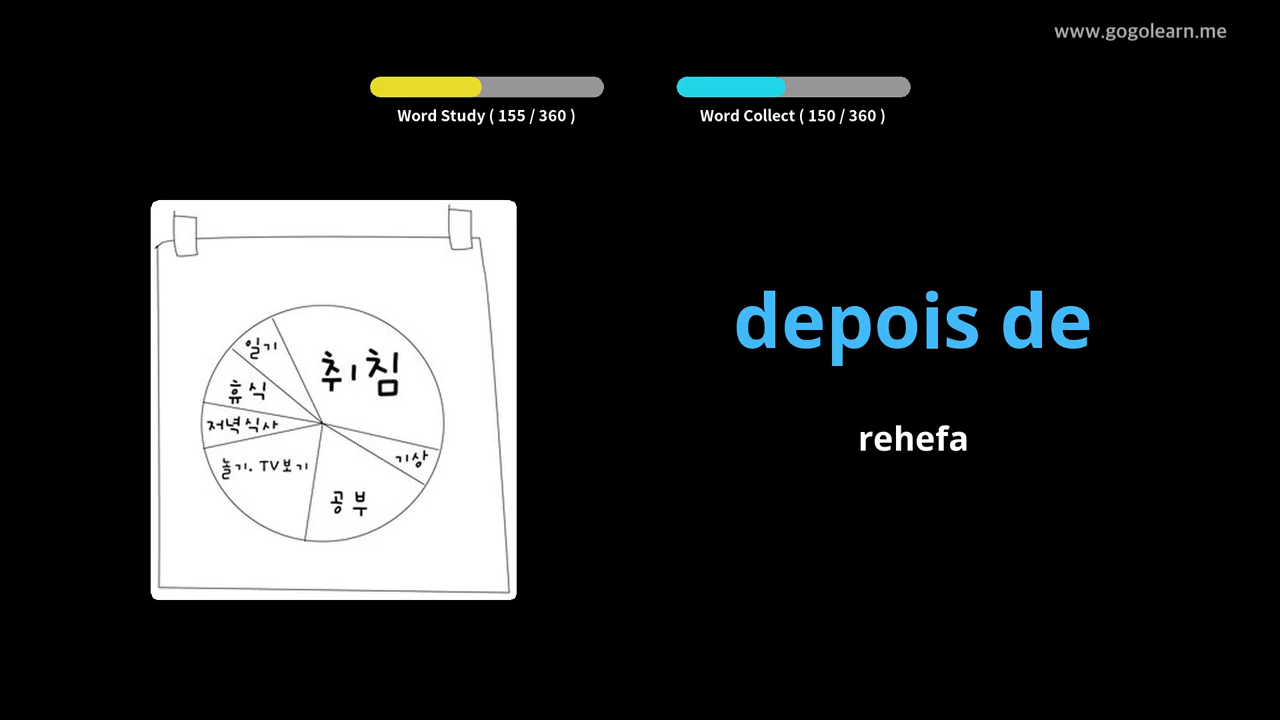 www.gogolearn.me
Word Study ( 155 / 360 )
Word Collect ( 150 / 360 )
일기
취침
휴식
저녁식사
놀기. TV보기
기상
공부
depois de
rehefa